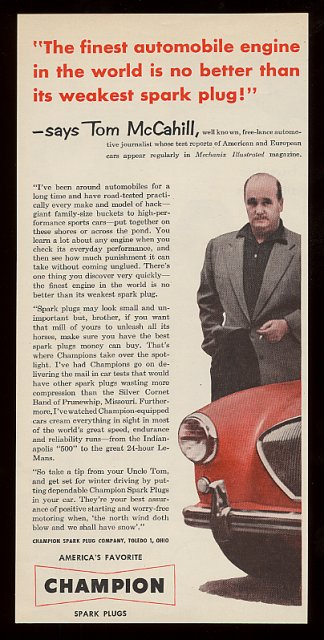 "The finest automobile engine
in the world is no better than
its weakest spark plug!"
—says Tom McCahill, well known, free-lance automo-
tive journalist whose test reports of American and European
cars appear regularly in Mechanix Illustrated magazine.
"I've been around automobiles for a
long time and have road-tested practi-
cally every make and model of hack—
giant family-size buckets to high-per-
formance sports cars—put together on
these shores or across the pond. You
learn a lot about any engine when you
check its everyday performance, and
then see how much punishment it can
take without coming unglued. There's
one thing you discover very quickly—
the finest engine in the world is no
better than its weakest spark plug.
"Spark plugs may look small and un-
important but, brother, if you want
that mill of yours to unleash all its
horses, make sure you have the best
spark plugs money can buy. That's
where Champions take over the spot-
light. I've had Champions go on de-
livering the mail in car tests that would
have other spark plugs wasting more
compression than the Silver Cornet
Band of Prunewhip, Missouri. Further-
more, I've watched Champion-equipped
cars cream everything in sight in most
of the world's great speed, endurance
and reliability runs—from the Indian-
apolis "500" to the great 24-hour Le-
Mans.
"So take a tip from your Uncle Tom,
and get set for winter driving by put-
ting dependable Champion Spark Plugs
in your car. They're your best assur-
ance of positive starting and worry-free
motoring when, 'the north wind doth
blow and we shall have snow'."
CHAMPION SPARK PLUG COMPANY, TOLEDO 1, OHIO
AMERICA'S FAVORITE
CHAMPION
SPARK PLUGS